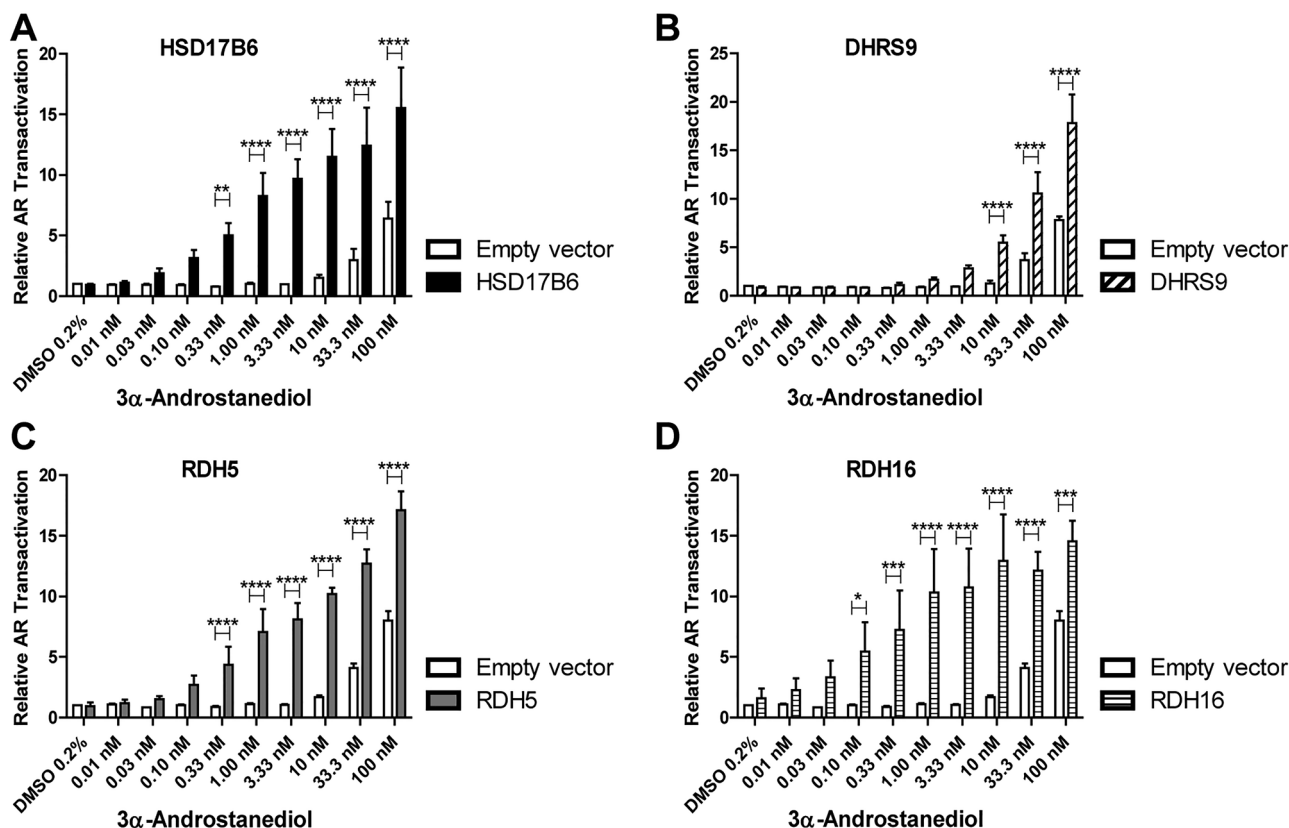 A
HSD17B6
Relative AR Transactivation
20
15
10
5
0
**
****
****
****
****
****
DMSO 0.2%
0.01 nM
0.03 nM
0.10 nM
0.33 nM
1.00 nM
3.33 nM
10 nM
33.3 nM
100 nM
3α-Androstanediol
Empty vector
HSD17B6
B
DHRS9
Relative AR Transactivation
25
20
15
10
5
0
****
****
****
DMSO 0.2%
0.01 nM
0.03 nM
0.10 nM
0.33 nM
1.00 nM
3.33 nM
10 nM
33.3 nM
100 nM
3α-Androstanediol
Empty vector
DHRS9
C
RDH5
Relative AR Transactivation
20
15
10
5
0
****
****
****
****
****
****
DMSO 0.2%
0.01 nM
0.03 nM
0.10 nM
0.33 nM
1.00 nM
3.33 nM
10 nM
33.3 nM
100 nM
3α-Androstanediol
Empty vector
RDH5
D
RDH16
Relative AR Transactivation
20
15
10
5
0
*
***
****
****
****
****
***
DMSO 0.2%
0.01 nM
0.03 nM
0.10 nM
0.33 nM
1.00 nM
3.33 nM
10 nM
33.3 nM
100 nM
3α-Androstanediol
Empty vector
RDH16